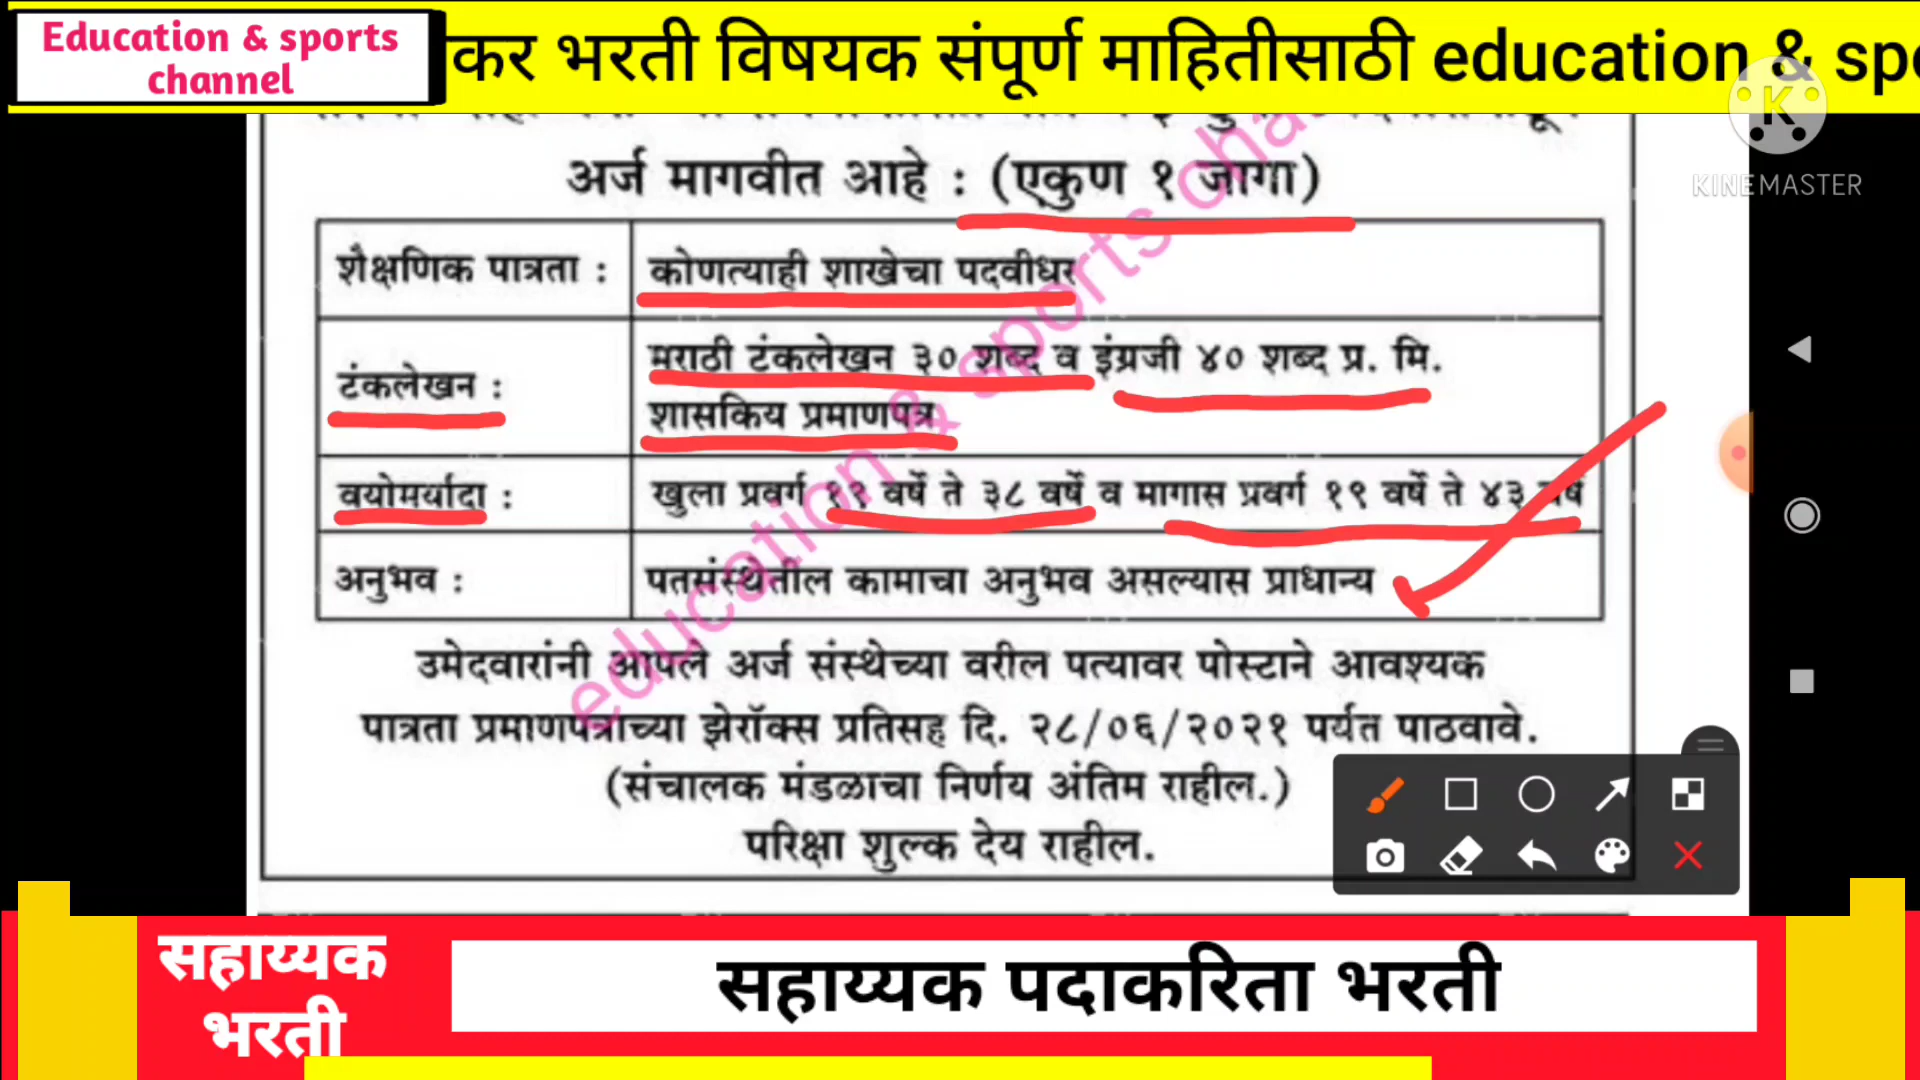 Education & sports
channel
कर भरती विषयक संपूर्ण माहितीसाठी education & spo
KINEMASTER
अर्ज मागवीत आहे : (एकुण १ जागा)
शैक्षणिक पात्रता : कोणत्याही शाखेचा पदवीधर
टंकलेखन : मराठी टंकलेखन ३० शब्द व इंग्रजी ४० शब्द प्र. मि.
शासकिय प्रमाणपत्र
वयोमर्यादा : खुला प्रवर्ग १९ वर्षे ते ३८ वर्षे व मागास प्रवर्ग १९ वर्षे ते ४३ वर्षे
अनुभव : पतसंस्थेतील कामाचा अनुभव असल्यास प्राधान्य
उमेदवारांनी आपले अर्ज संस्थेच्या वरील पत्यावर पोस्टाने आवश्यक
पात्रता प्रमाणपत्राच्या झेरॉक्स प्रतिसह दि. २८/०६/२०२१ पर्यंत पाठवावे.
(संचालक मंडळाचा निर्णय अंतिम राहील.)
परिक्षा शुल्क देय राहील.
education & sports cha
सहाय्यक
भरती
सहाय्यक पदाकरिता भरती